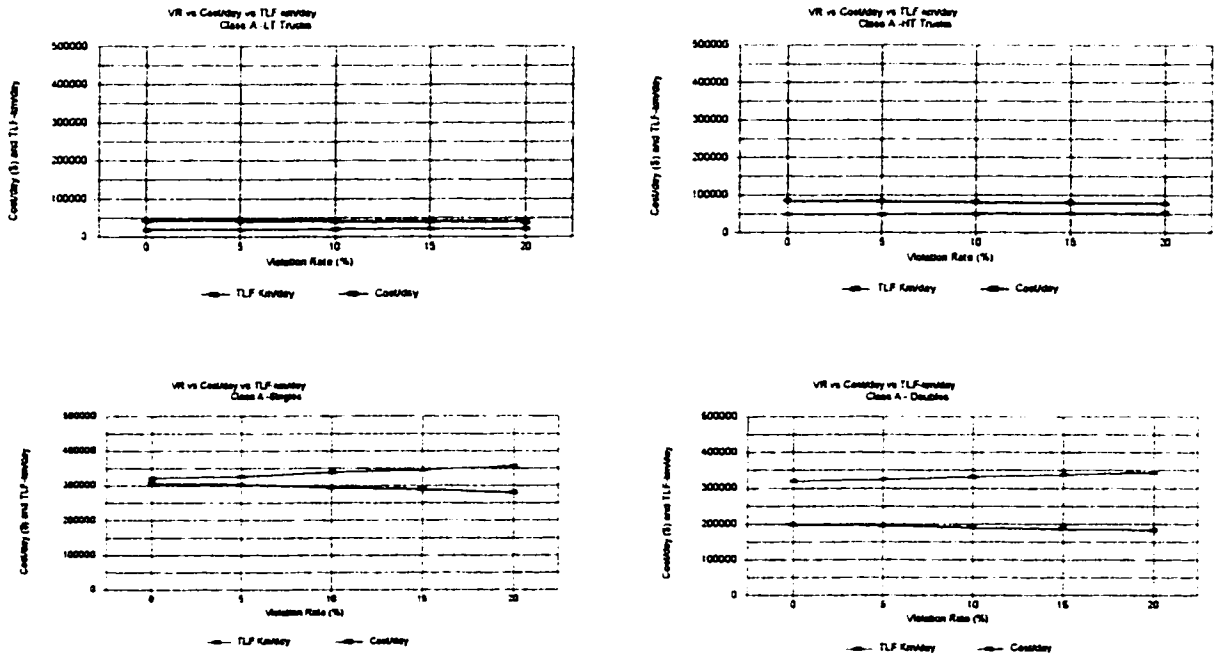 VR vs Cost/day vs TLF-km/day
Class A -LT Trucks
500000
400000
300000
200000
100000
0
Cost/day ($) and TLF-km/day
0 5 10 15 20
Violation Rate (%)
TLF Km/day Cost/day
VR vs Cost/day vs TLF-km/day
Class A -HT Trucks
500000
400000
300000
200000
100000
0
Cost/day ($) and TLF-km/day
0 5 10 15 20
Violation Rate (%)
TLF Km/day Cost/day
VR vs Cost/day vs TLF-km/day
Class A -Singles
500000
400000
300000
200000
100000
0
Cost/day ($) and TLF-km/day
0 5 10 15 20
Violation Rate (%)
TLF Km/day Cost/day
VR vs Cost/day vs TLF-km/day
Class A - Doubles
500000
400000
300000
200000
100000
0
Cost/day ($) and TLF-km/day
0 5 10 15 20
Violation Rate (%)
TLF Km/day Cost/day